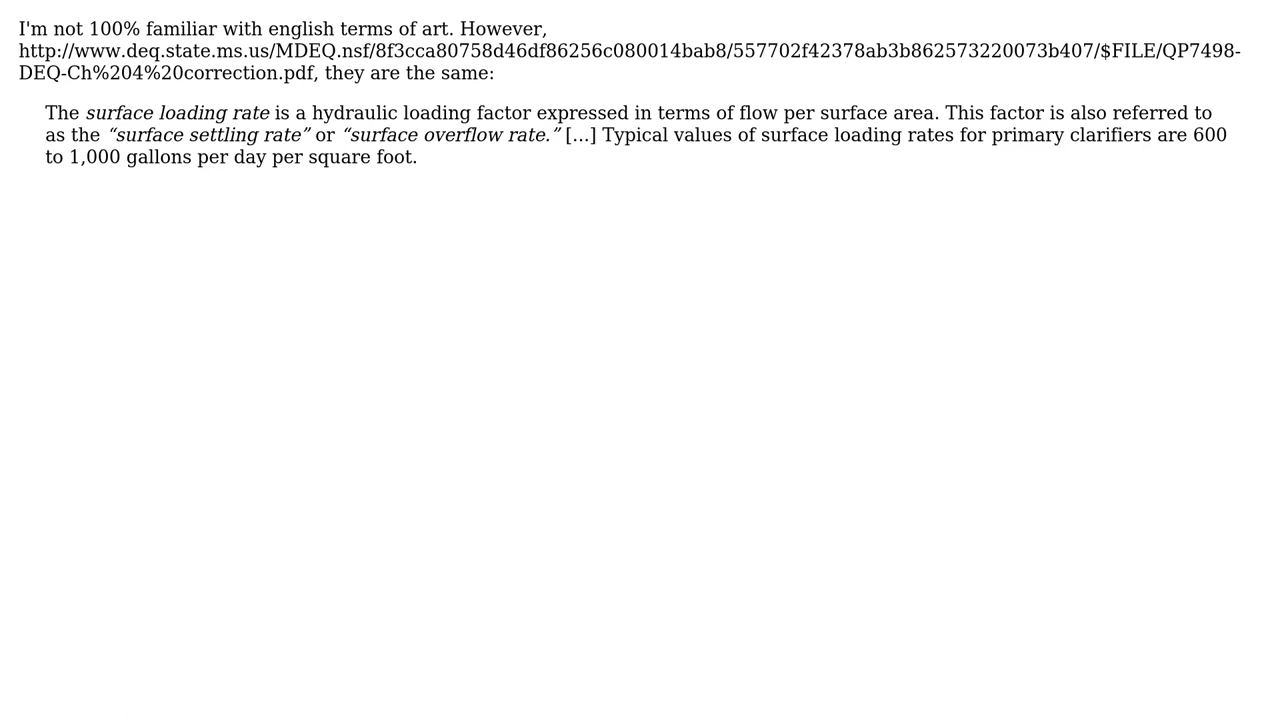 I'm not 100% familiar with english terms of art. However,
http://www.deq.state.ms.us/MDEQ.nsf/8f3cca80758d46df86256c080014bab8/557702f42378ab3b862573220073b407/$FILE/QP7498-
DEQ-Ch%204%20correction.pdf, they are the same:
The surface loading rate is a hydraulic loading factor expressed in terms of flow per surface area. This factor is also referred to
as the “surface settling rate” or “surface overflow rate.” [...] Typical values of surface loading rates for primary clarifiers are 600
to 1,000 gallons per day per square foot.